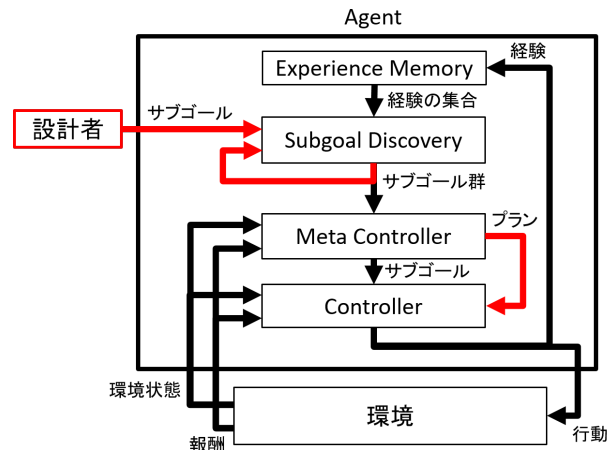 Agent
経験
Experience Memory
サブゴール
経験の集合
設計者
Subgoal Discovery
サブゴール群
プラン
Meta Controller
サブゴール
Controller
環境状態
環境
報酬
行動